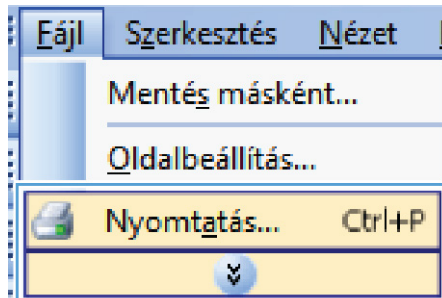 Fájl Szerkesztés Nézet
Mentés másként...
Oldalbeállítás...
Nyomtatás... Ctrl+P